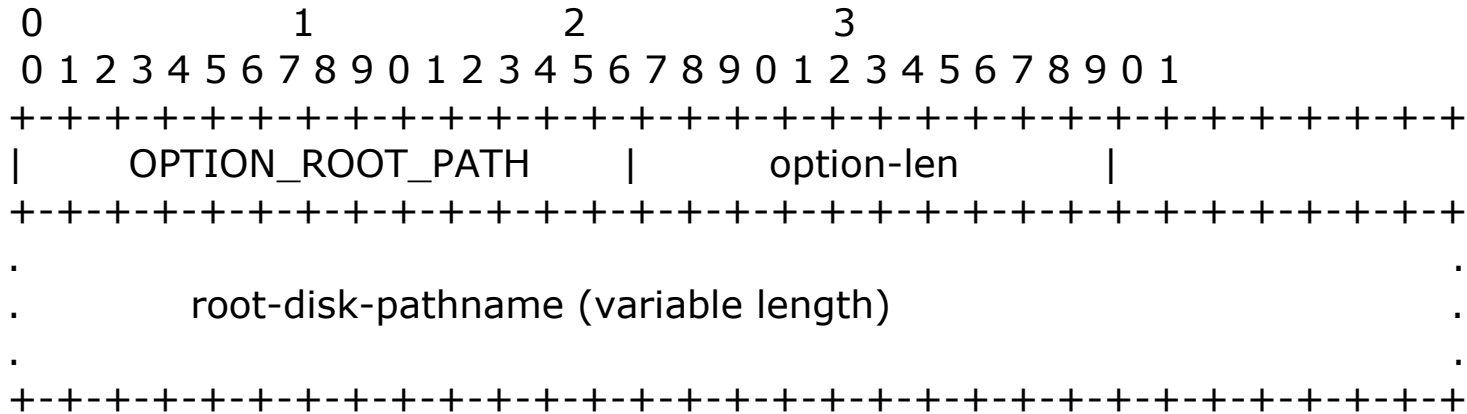 0 1 2 3
0 1 2 3 4 5 6 7 8 9 0 1 2 3 4 5 6 7 8 9 0 1 2 3 4 5 6 7 8 9 0 1
+-+-+-+-+-+-+-+-+-+-+-+-+-+-+-+-+-+-+-+-+-+-+-+-+-+-+-+-+-+-+
| OPTION_ROOT_PATH | option-len |
+-+-+-+-+-+-+-+-+-+-+-+-+-+-+-+-+-+-+-+-+-+-+-+-+-+-+-+-+-+-+
. .
. root-disk-pathname (variable length) .
. .
+-+-+-+-+-+-+-+-+-+-+-+-+-+-+-+-+-+-+-+-+-+-+-+-+-+-+-+-+-+-+